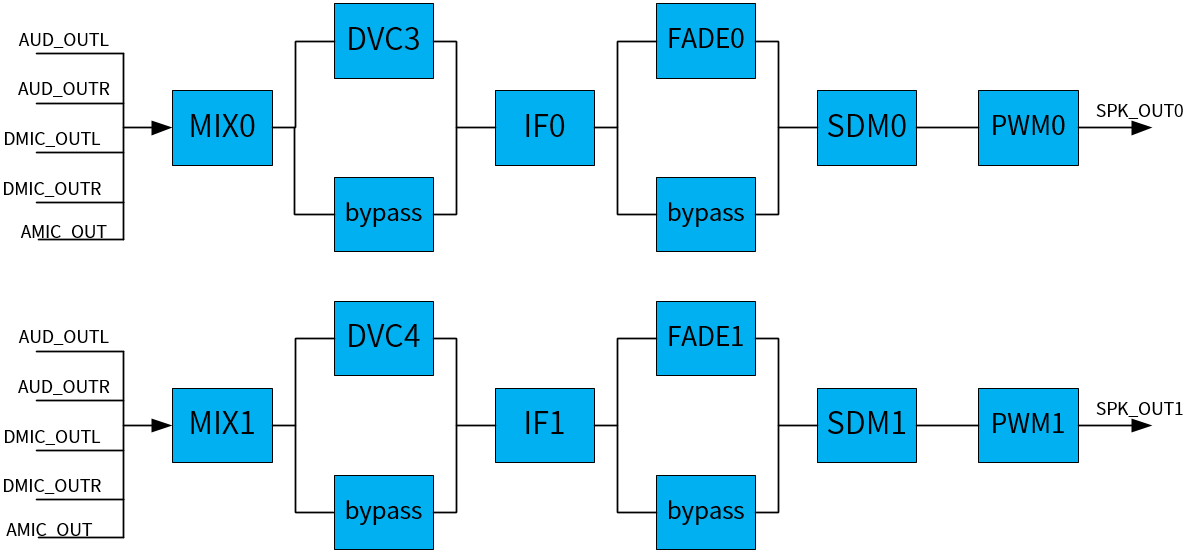 AUD_OUTL
AUD_OUTR
DMIC_OUTL
DMIC_OUTR
AMIC_OUT
MIX0
DVC3
bypass
IF0
FADE0
bypass
SDM0
PWM0
SPK_OUT0
AUD_OUTL
AUD_OUTR
DMIC_OUTL
DMIC_OUTR
AMIC_OUT
MIX1
DVC4
bypass
IF1
FADE1
bypass
SDM1
PWM1
SPK_OUT1